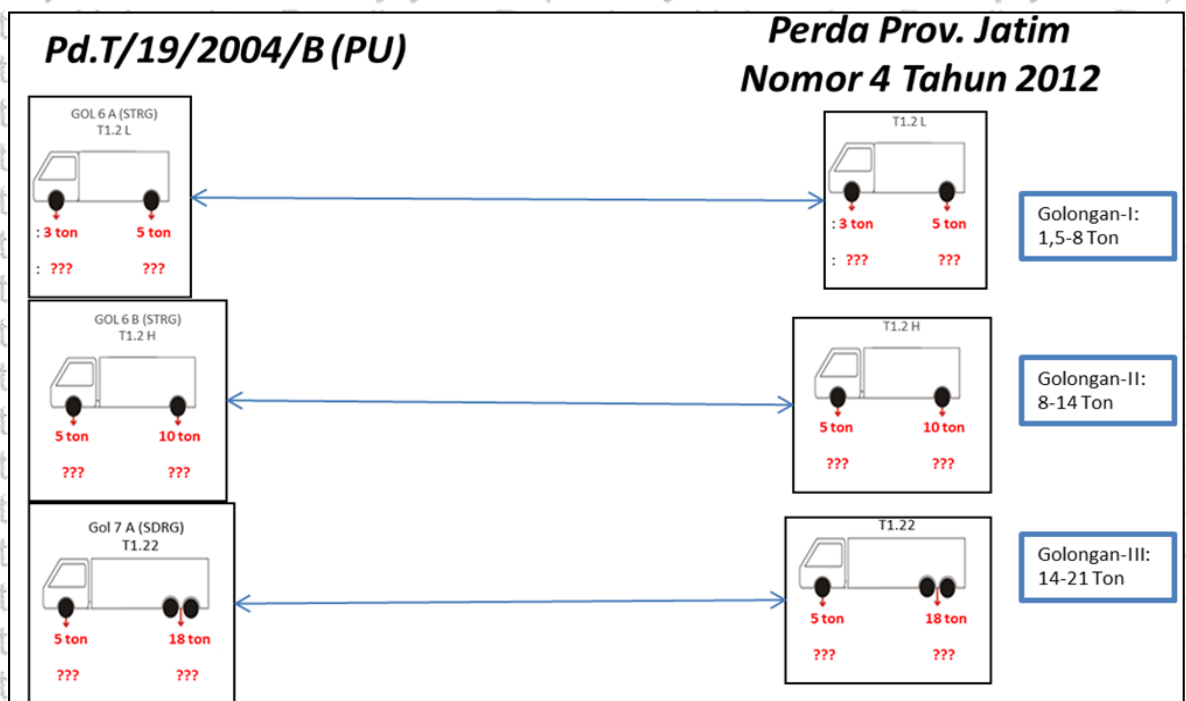 Pd.T/19/2004/B (PU)
Perda Prov. Jatim
Nomor 4 Tahun 2012
GOL 6 A (STRG)
T1.2 L
: 3 ton 5 ton
: ??? ???
T1.2 L
: 3 ton 5 ton
: ??? ???
Golongan-I:
1,5-8 Ton
GOL 6 B (STRG)
T1.2 H
5 ton 10 ton
??? ???
T1.2 H
5 ton 10 ton
??? ???
Golongan-II:
8-14 Ton
Gol 7 A (SDRG)
T1.22
5 ton 18 ton
??? ???
T1.22
5 ton 18 ton
??? ???
Golongan-III:
14-21 Ton